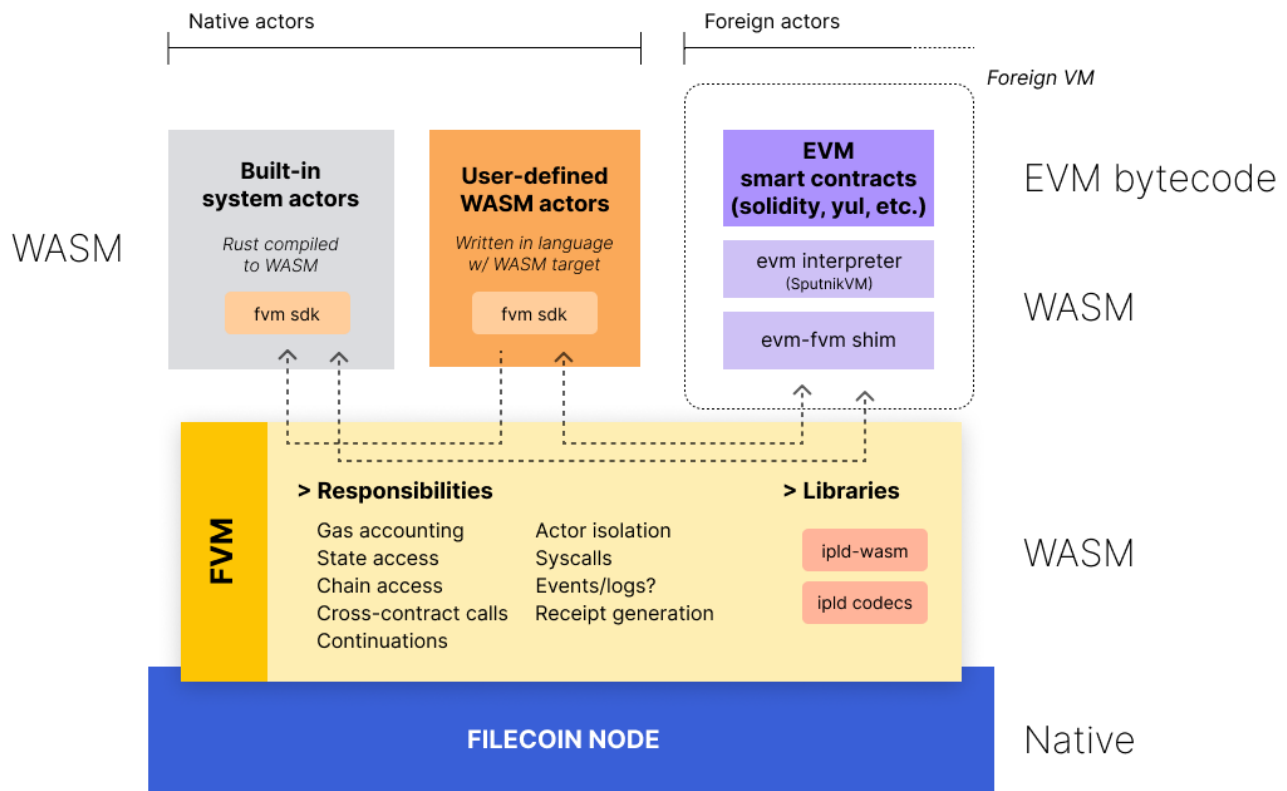 Native actors
Foreign actors
Foreign VM
WASM
Built-in
system actors
Rust compiled
to WASM
fvm sdk
User-defined
WASM actors
Written in language
w/ WASM target
fvm sdk
EVM
smart contracts
(solidity, yul, etc.)
evm interpreter
(SputnikVM)
evm-fvm shim
EVM bytecode
WASM
FVM
> Responsibilities
Gas accounting
State access
Chain access
Cross-contract calls
Continuations
Actor isolation
Syscalls
Events/logs?
Receipt generation
> Libraries
ipld-wasm
ipld codecs
WASM
FILECOIN NODE
Native